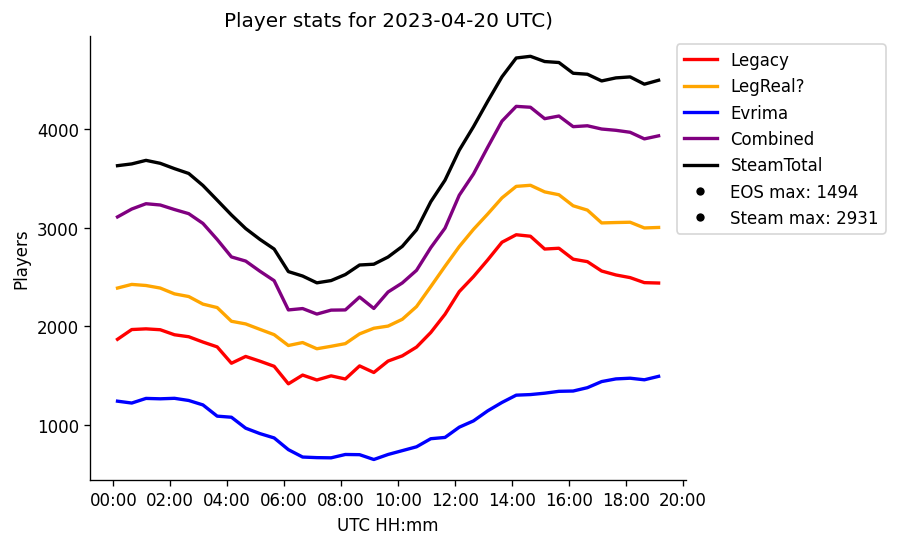 Player stats for 2023-04-20 UTC)
Legacy
LegReal?
Evrima
Combined
SteamTotal
EOS max: 1494
Steam max: 2931
Players
4000
3000
2000
1000
00:00 02:00 04:00 06:00 08:00 10:00 12:00 14:00 16:00 18:00 20:00
UTC HH:mm